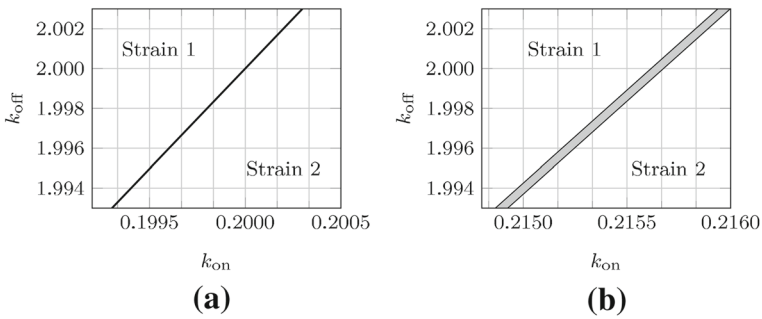 2.002
2.000
1.998
1.996
1.994
k_off
Strain 1
Strain 2
0.1995
0.2000
0.2005
k_on
(a)
2.002
2.000
1.998
1.996
1.994
k_off
Strain 1
Strain 2
0.2150
0.2155
0.2160
k_on
(b)